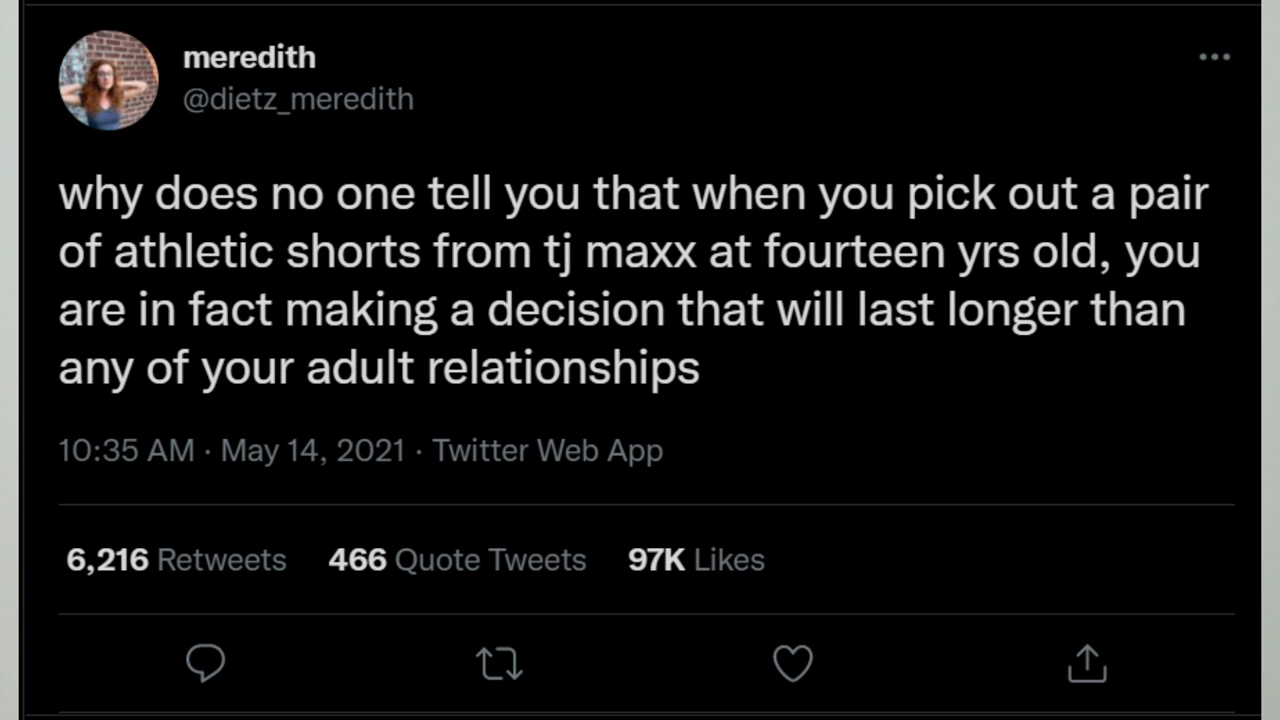 meredith
@dietz_meredith
why does no one tell you that when you pick out a pair
of athletic shorts from tj maxx at fourteen yrs old, you
are in fact making a decision that will last longer than
any of your adult relationships
10:35 AM · May 14, 2021 · Twitter Web App
6,216 Retweets 466 Quote Tweets 97K Likes